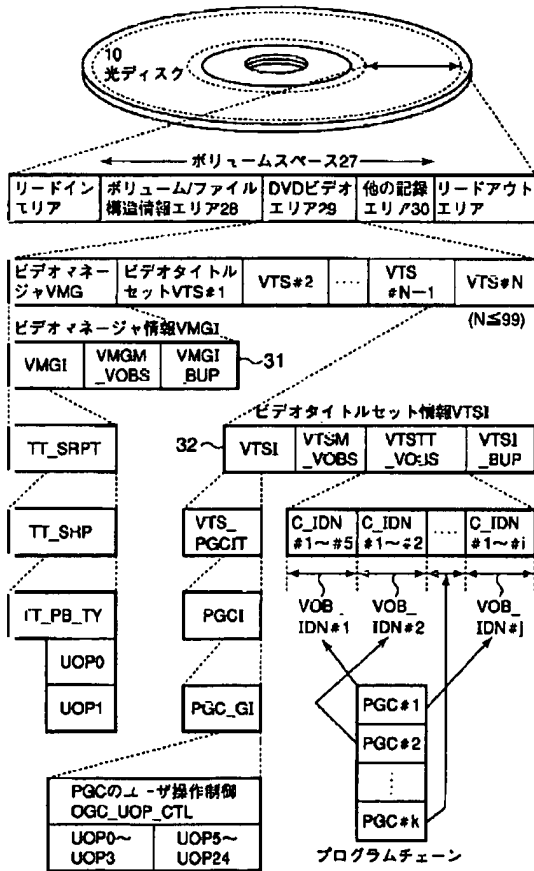 10
光ディスク
ボリュームスペース27
リードイン
エリア
ボリューム/ファイル
構造情報エリア28
DVDビデオ
エリア29
他の記録
エリア30
リードアウト
エリア
ビデオマネー
ジャVMG
ビデオタイトル
セットVTS#1
VTS#2
‥‥
VTS
#N−1
VTS#N
(N≦99)
ビデオマネージャ情報VMGI
VMGI
VMGM
_VOBS
VMGI
_BUP
31
ビデオタイトルセット情報VTSI
32
VTSI
VTSM
_VOBS
VTSTT
_VOBS
VTSI
_BUP
TT_SRPT
TT_SRP
VTS_
PGCIT
C_IDN
#1〜#5
C_IDN
#1〜#2
‥‥
C_IDN
#1〜#i
VOB_
IDN#1
VOB_
IDN#2
VOB_
IDN#j
TT_PB_TY
UOP0
UOP1
PGCI
PGC_GI
PGC#1
PGC#2
PGC#k
プログラムチェーン
PGCのユーザ操作制御
OGC_UOP_CTL
UOP0〜
UOP3
UOP5〜
UOP24